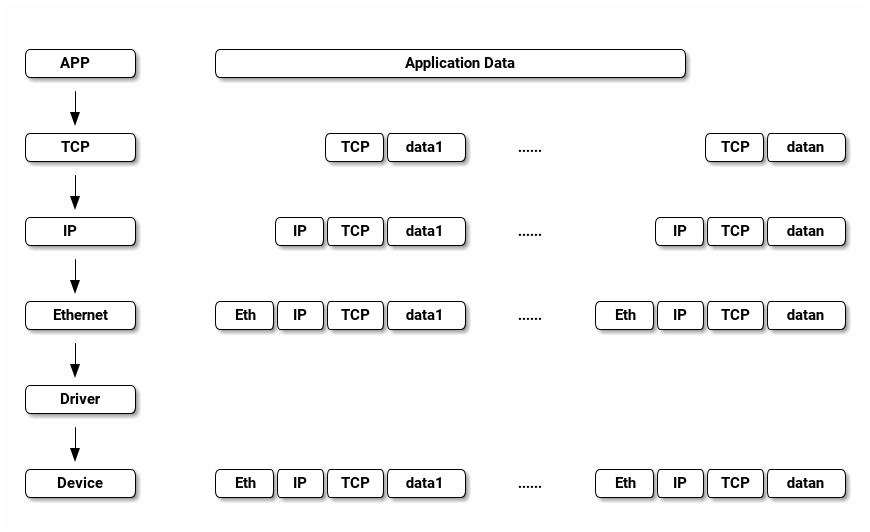 APP Application Data
TCP TCP data1 ...... TCP datan
IP IP TCP data1 ...... IP TCP datan
Ethernet Eth IP TCP data1 ...... Eth IP TCP datan
Driver
Device Eth IP TCP data1 ...... Eth IP TCP datan